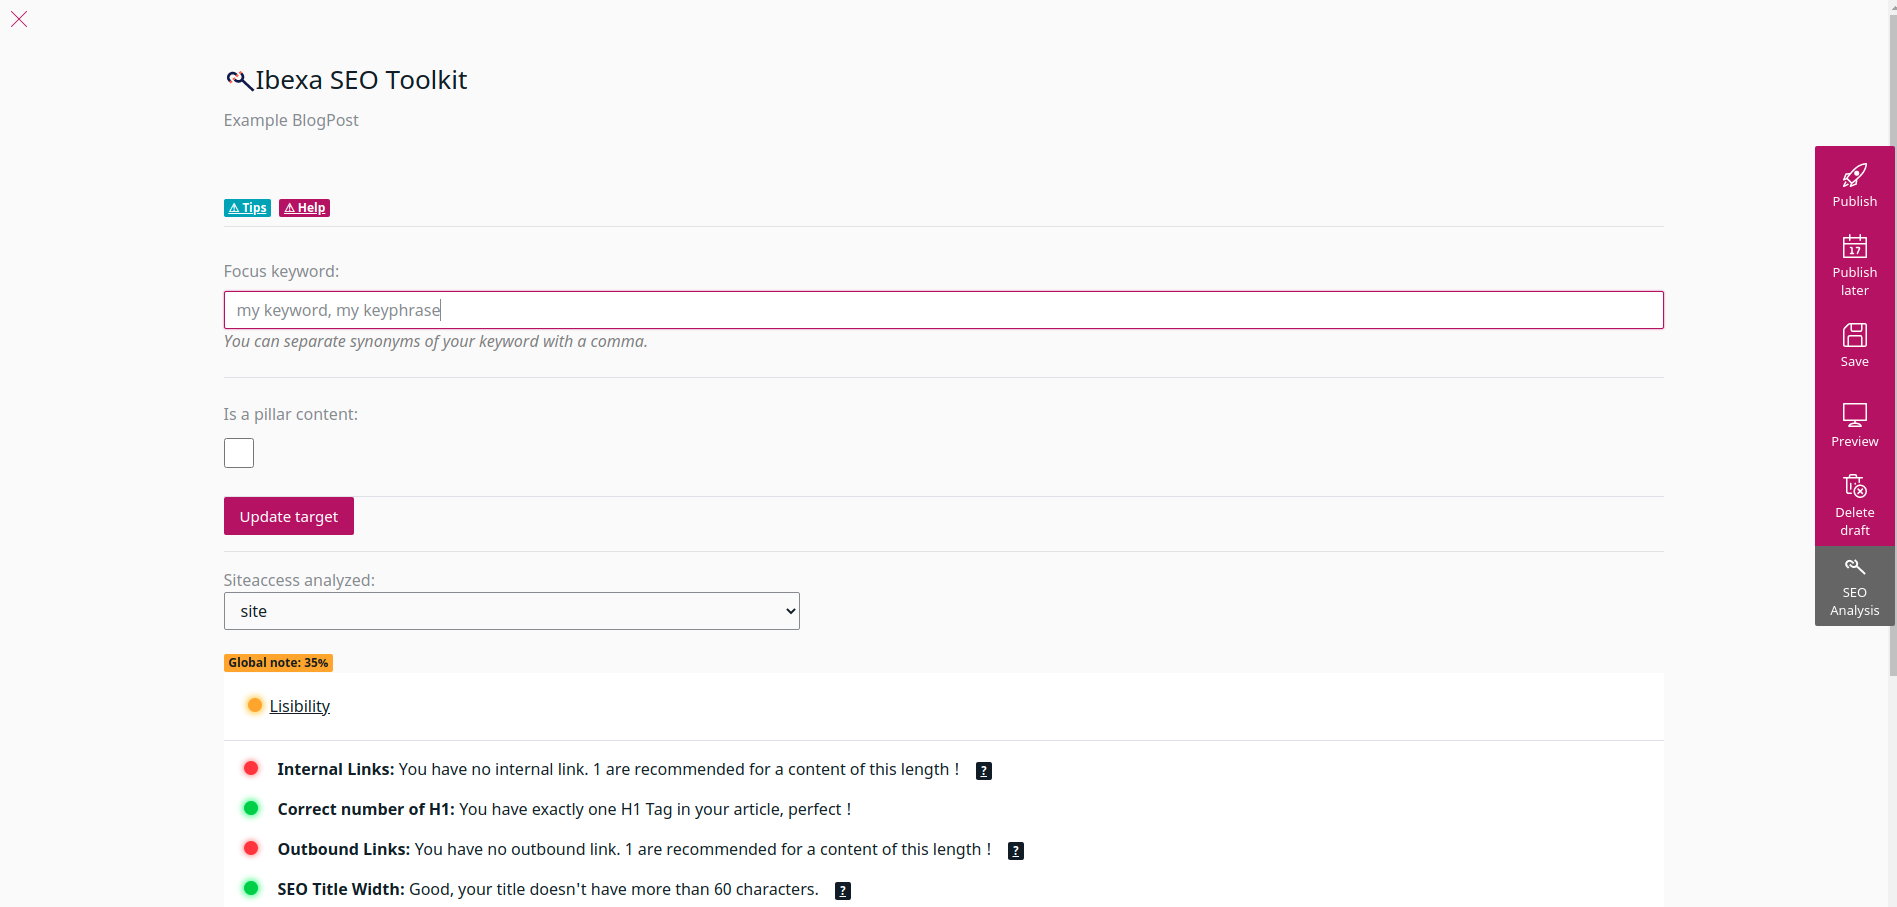 Ibexa SEO Toolkit
Example BlogPost
⚠ Tips ⚠ Help
Focus keyword:
my keyword, my keyphrase
You can separate synonyms of your keyword with a comma.
Is a pillar content:
Update target
Siteaccess analyzed:
site
Global note: 35%
Lisibility
Internal Links: You have no internal link. 1 are recommended for a content of this length ! ?
Correct number of H1: You have exactly one H1 Tag in your article, perfect !
Outbound Links: You have no outbound link. 1 are recommended for a content of this length ! ?
SEO Title Width: Good, your title doesn't have more than 60 characters. ?
Publish
17
Publish
later
Save
Preview
Delete
draft
SEO
Analysis